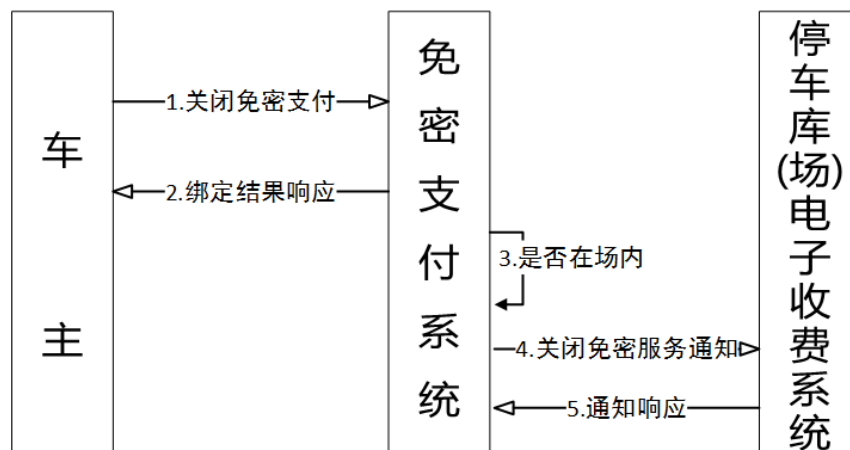 车主
免密支付系统
停车库(场)电子收费系统
1.关闭免密支付
2.绑定结果响应
3.是否在场内
4.关闭免密服务通知
5.通知响应